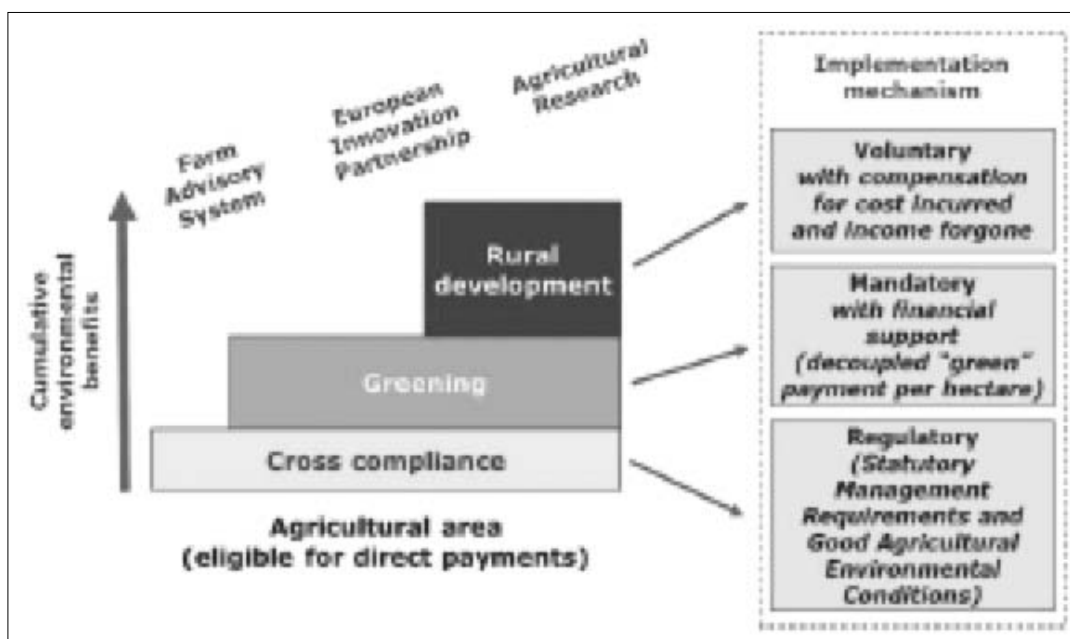 Farm
Advisory
System
European
Innovation
Partnership
Agricultural
Research
Cumulative
environmental
benefits
Rural
development
Greening
Cross compliance
Agricultural area
(eligible for direct payments)
Implementation
mechanism
Voluntary
with compensation
for cost incurred
and income forgone
Mandatory
with financial
support
(decoupled "green"
payment per hectare)
Regulatory
(Statutory
Management
Requirements and
Good Agricultural
Environmental
Conditions)